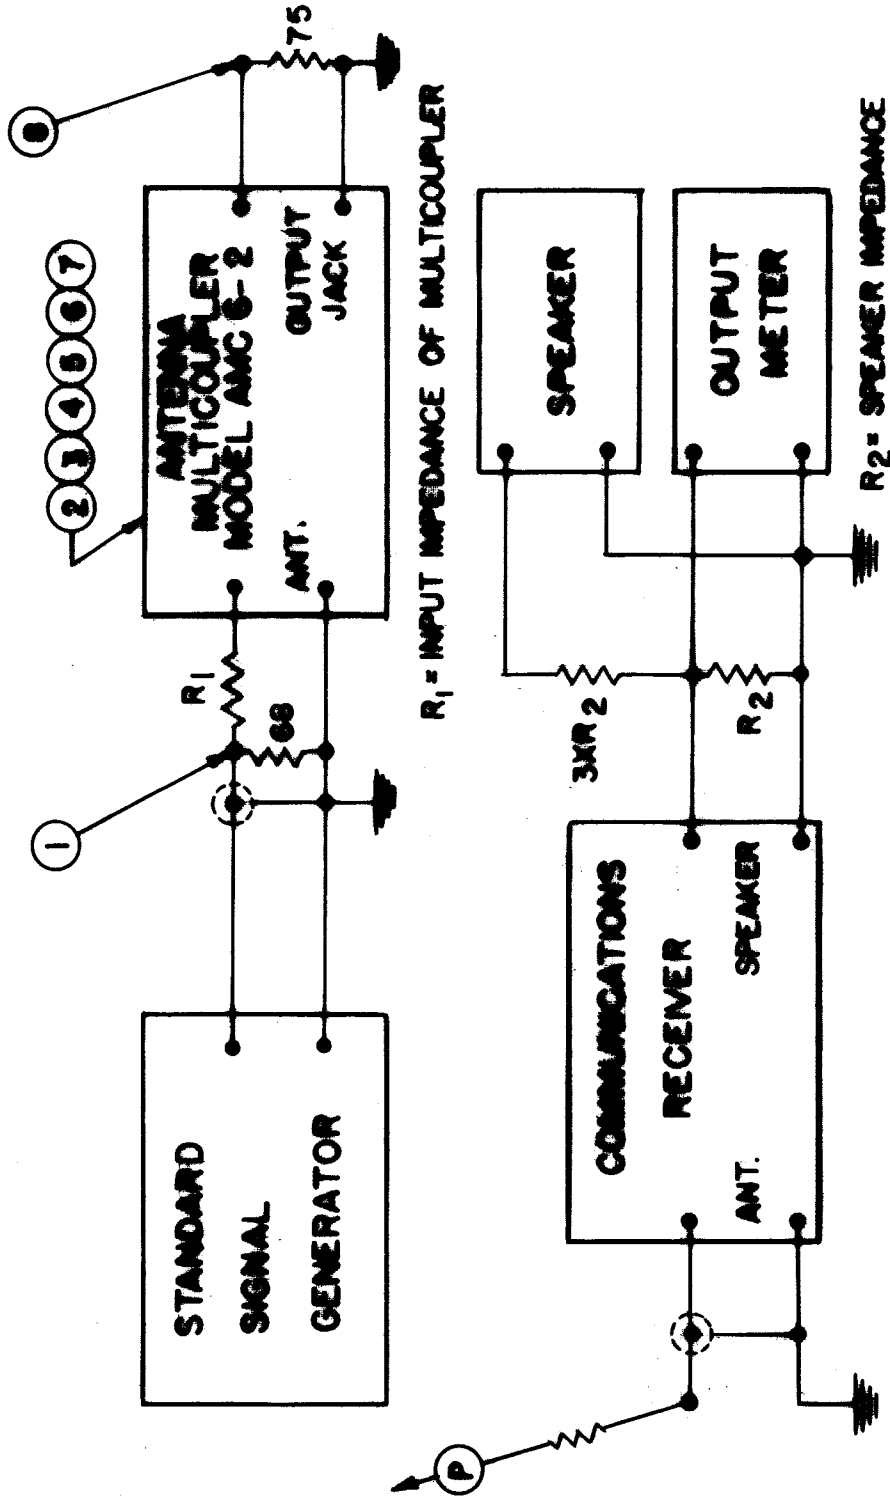 STANDARD
SIGNAL
GENERATOR
1
R1
68
2 3 4 5 6 7
ANTENNA
MULTICOUPLER
MODEL AMC 6-2
ANT.
OUTPUT
JACK
8
75
R1= INPUT IMPEDANCE OF MULTICOUPLER
P
COMMUNICATIONS
RECEIVER
ANT.
SPEAKER
3XR2
R2
SPEAKER
OUTPUT
METER
R2= SPEAKER IMPEDANCE